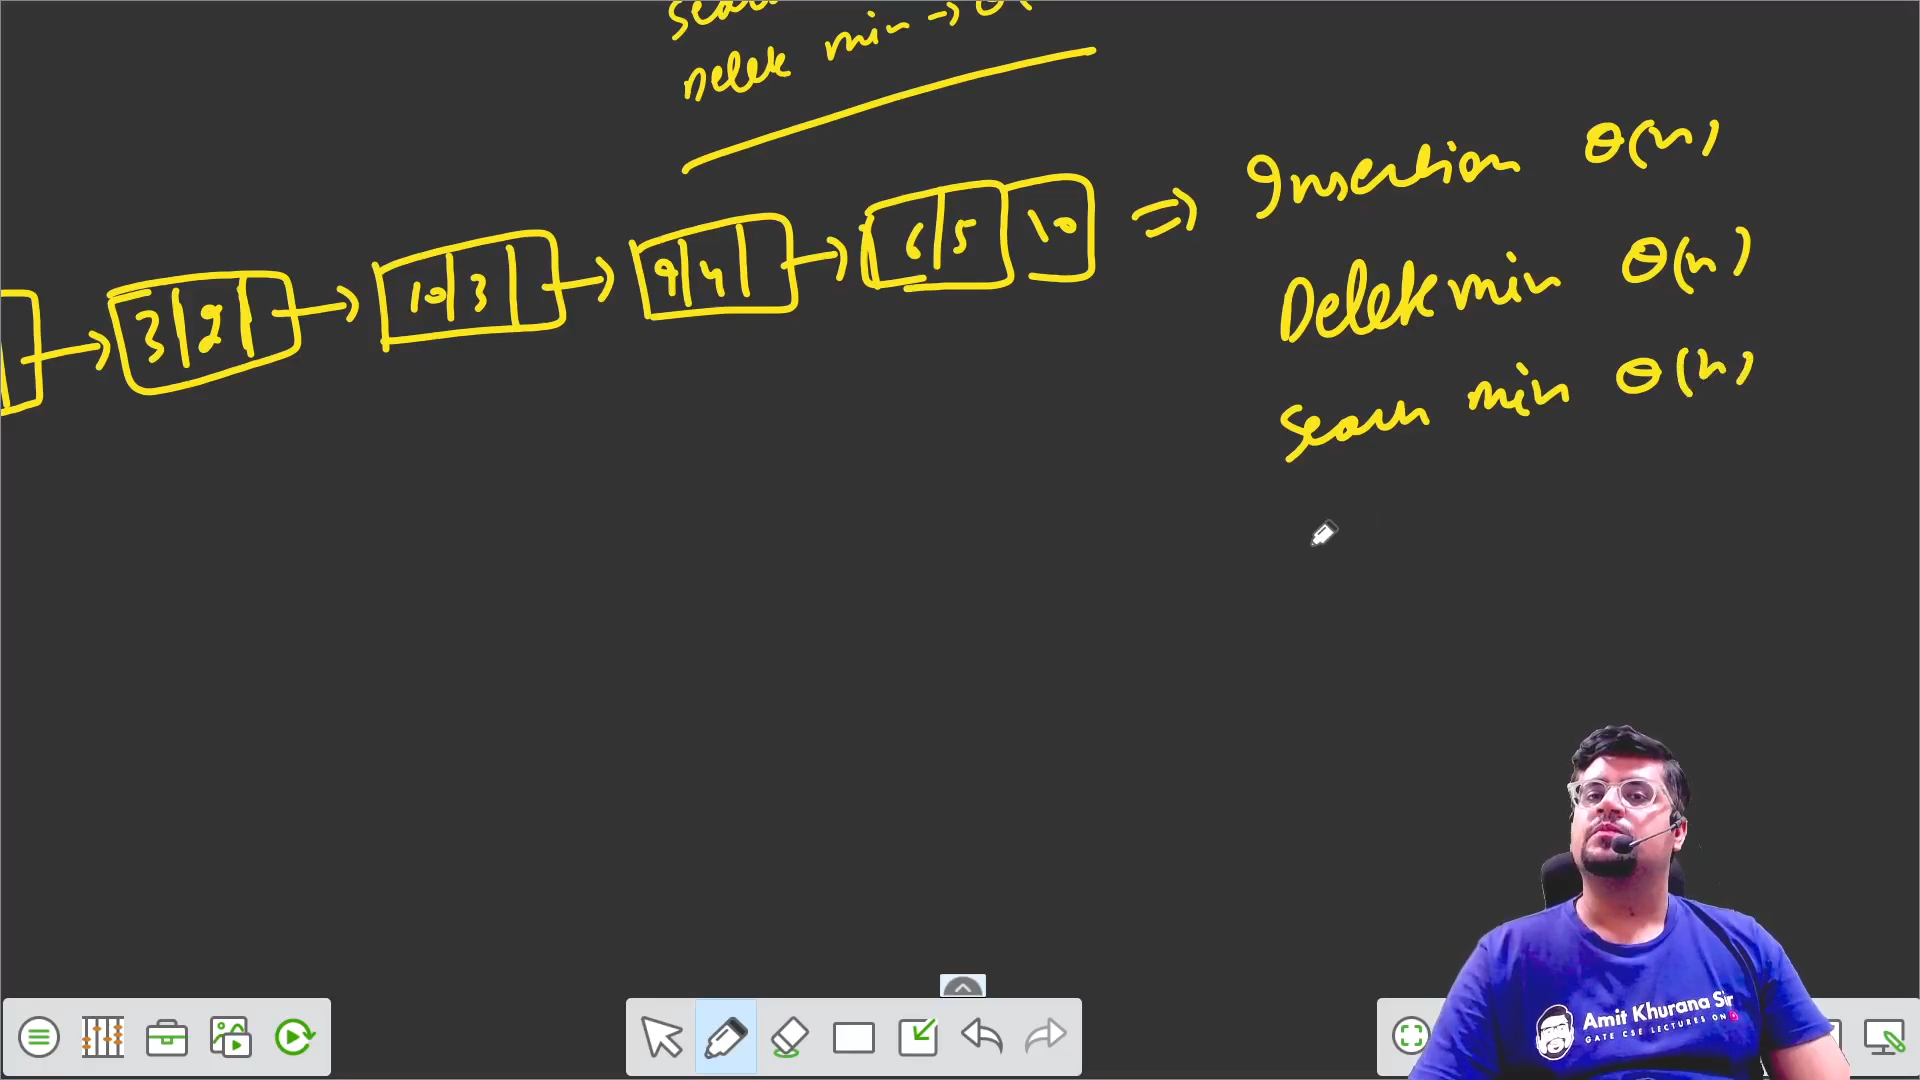 Delete min → θ(
3 | 2 |
10 | 3 |
9 | 4 |
6 | 5 | 10
⇒ Insertion θ(n)
Delete min θ(n)
Search min θ(n)
Amit Khurana Sir
GATE CSE LECTURES ON